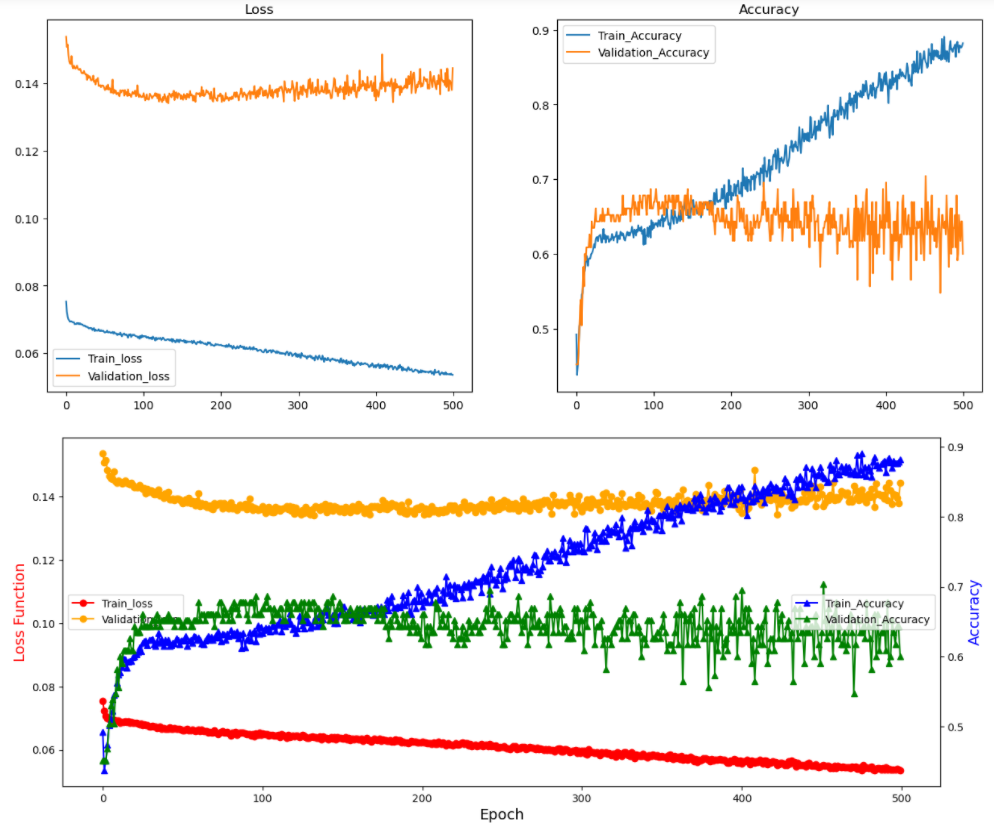 Loss
Accuracy
0.14
0.12
0.10
0.08
0.06
Train_loss
Validation_loss
0 100 200 300 400 500
0.9
0.8
0.7
0.6
0.5
Train_Accuracy
Validation_Accuracy
0 100 200 300 400 500
Loss Function
0.14
0.12
0.10
0.08
0.06
Train_loss
Validation
Train_Accuracy
Validation_Accuracy
0.9
0.8
0.7
0.6
0.5
Accuracy
0 100 200 300 400 500
Epoch